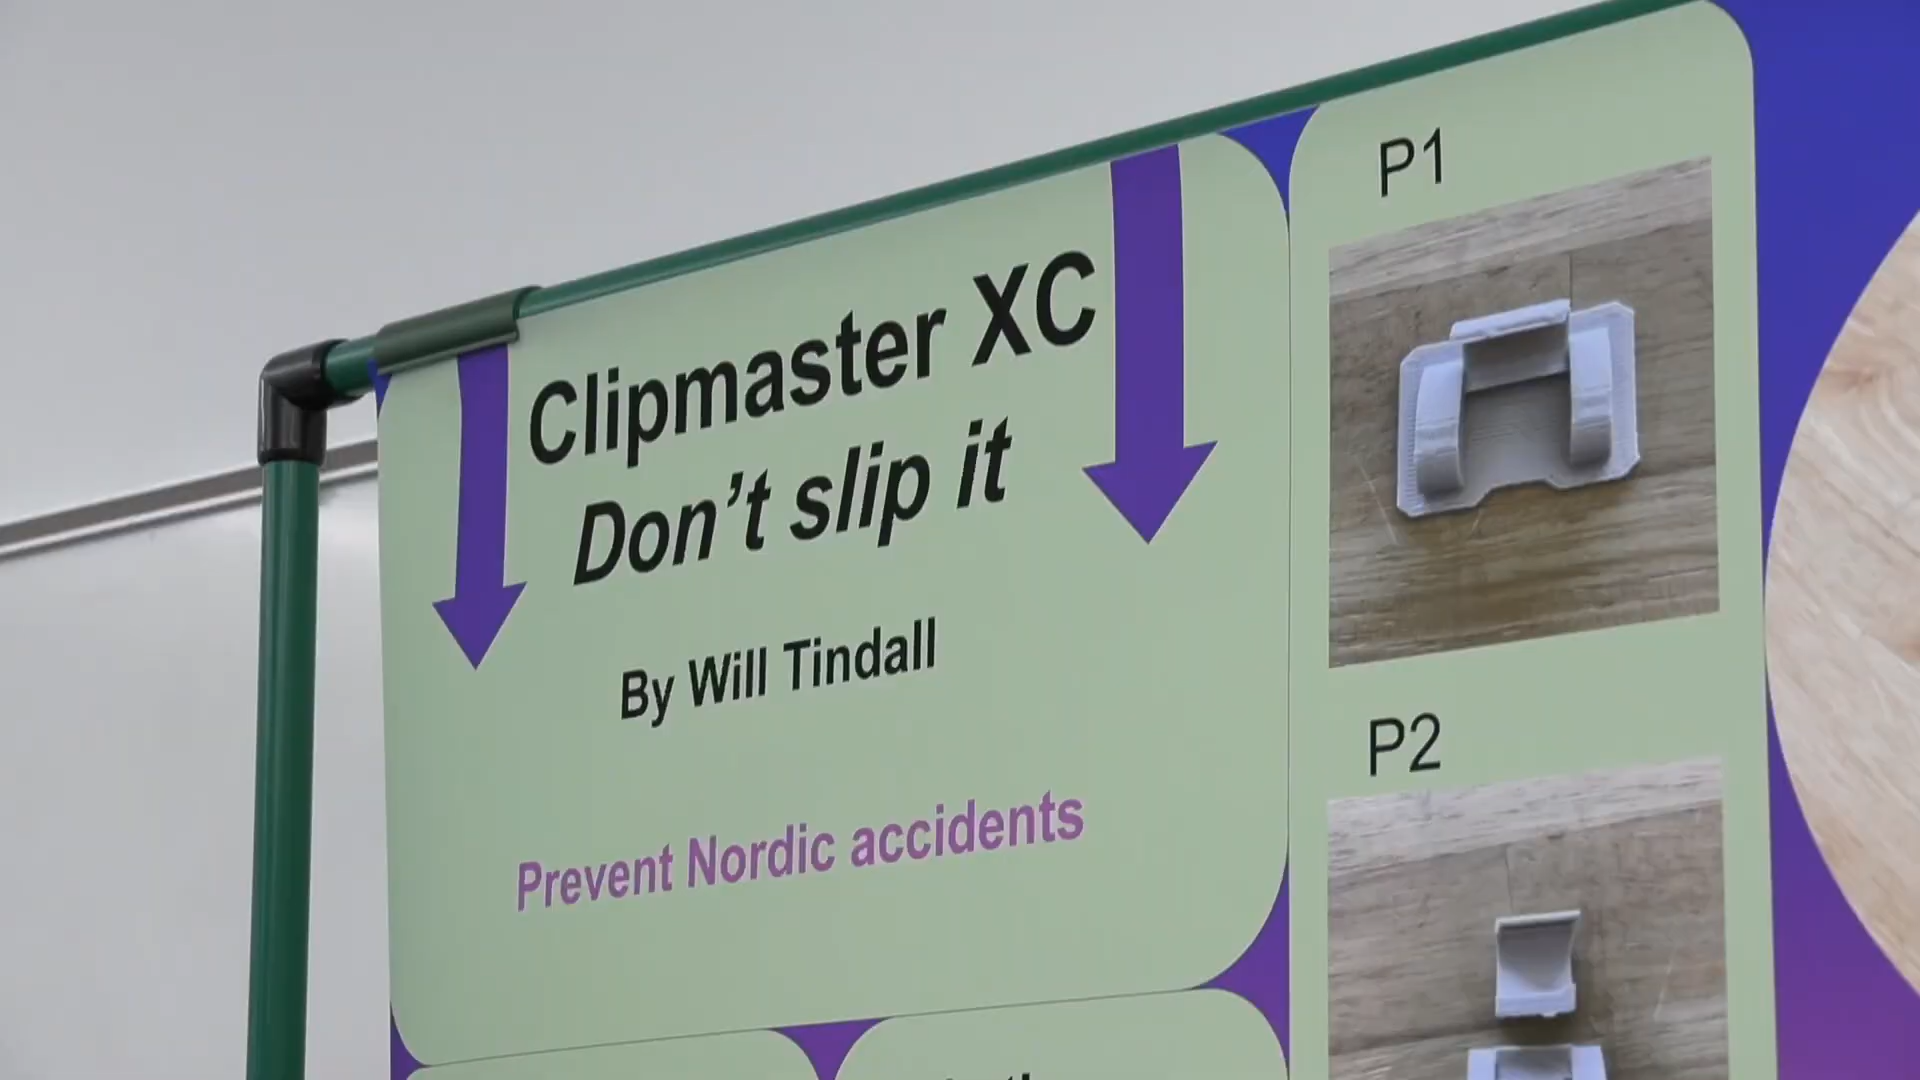 Clipmaster XC
Don't slip it
By Will Tindall
Prevent Nordic accidents
P1
P2